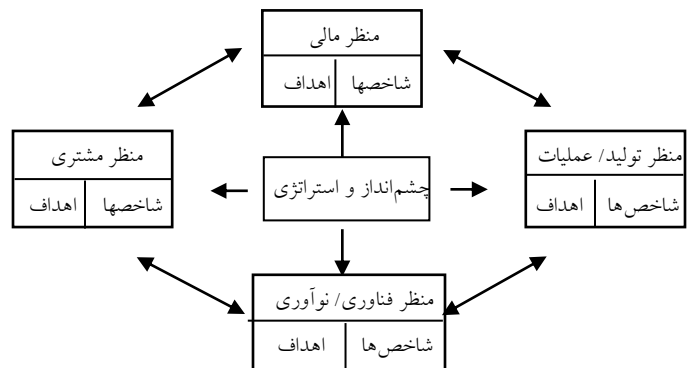 منظر مالی
شاخصها اهداف
منظر تولید/ عملیات
شاخص‌ها اهداف
چشم‌انداز و استراتژی
منظر مشتری
شاخصها اهداف
منظر فناوری/ نوآوری
شاخص‌ها اهداف